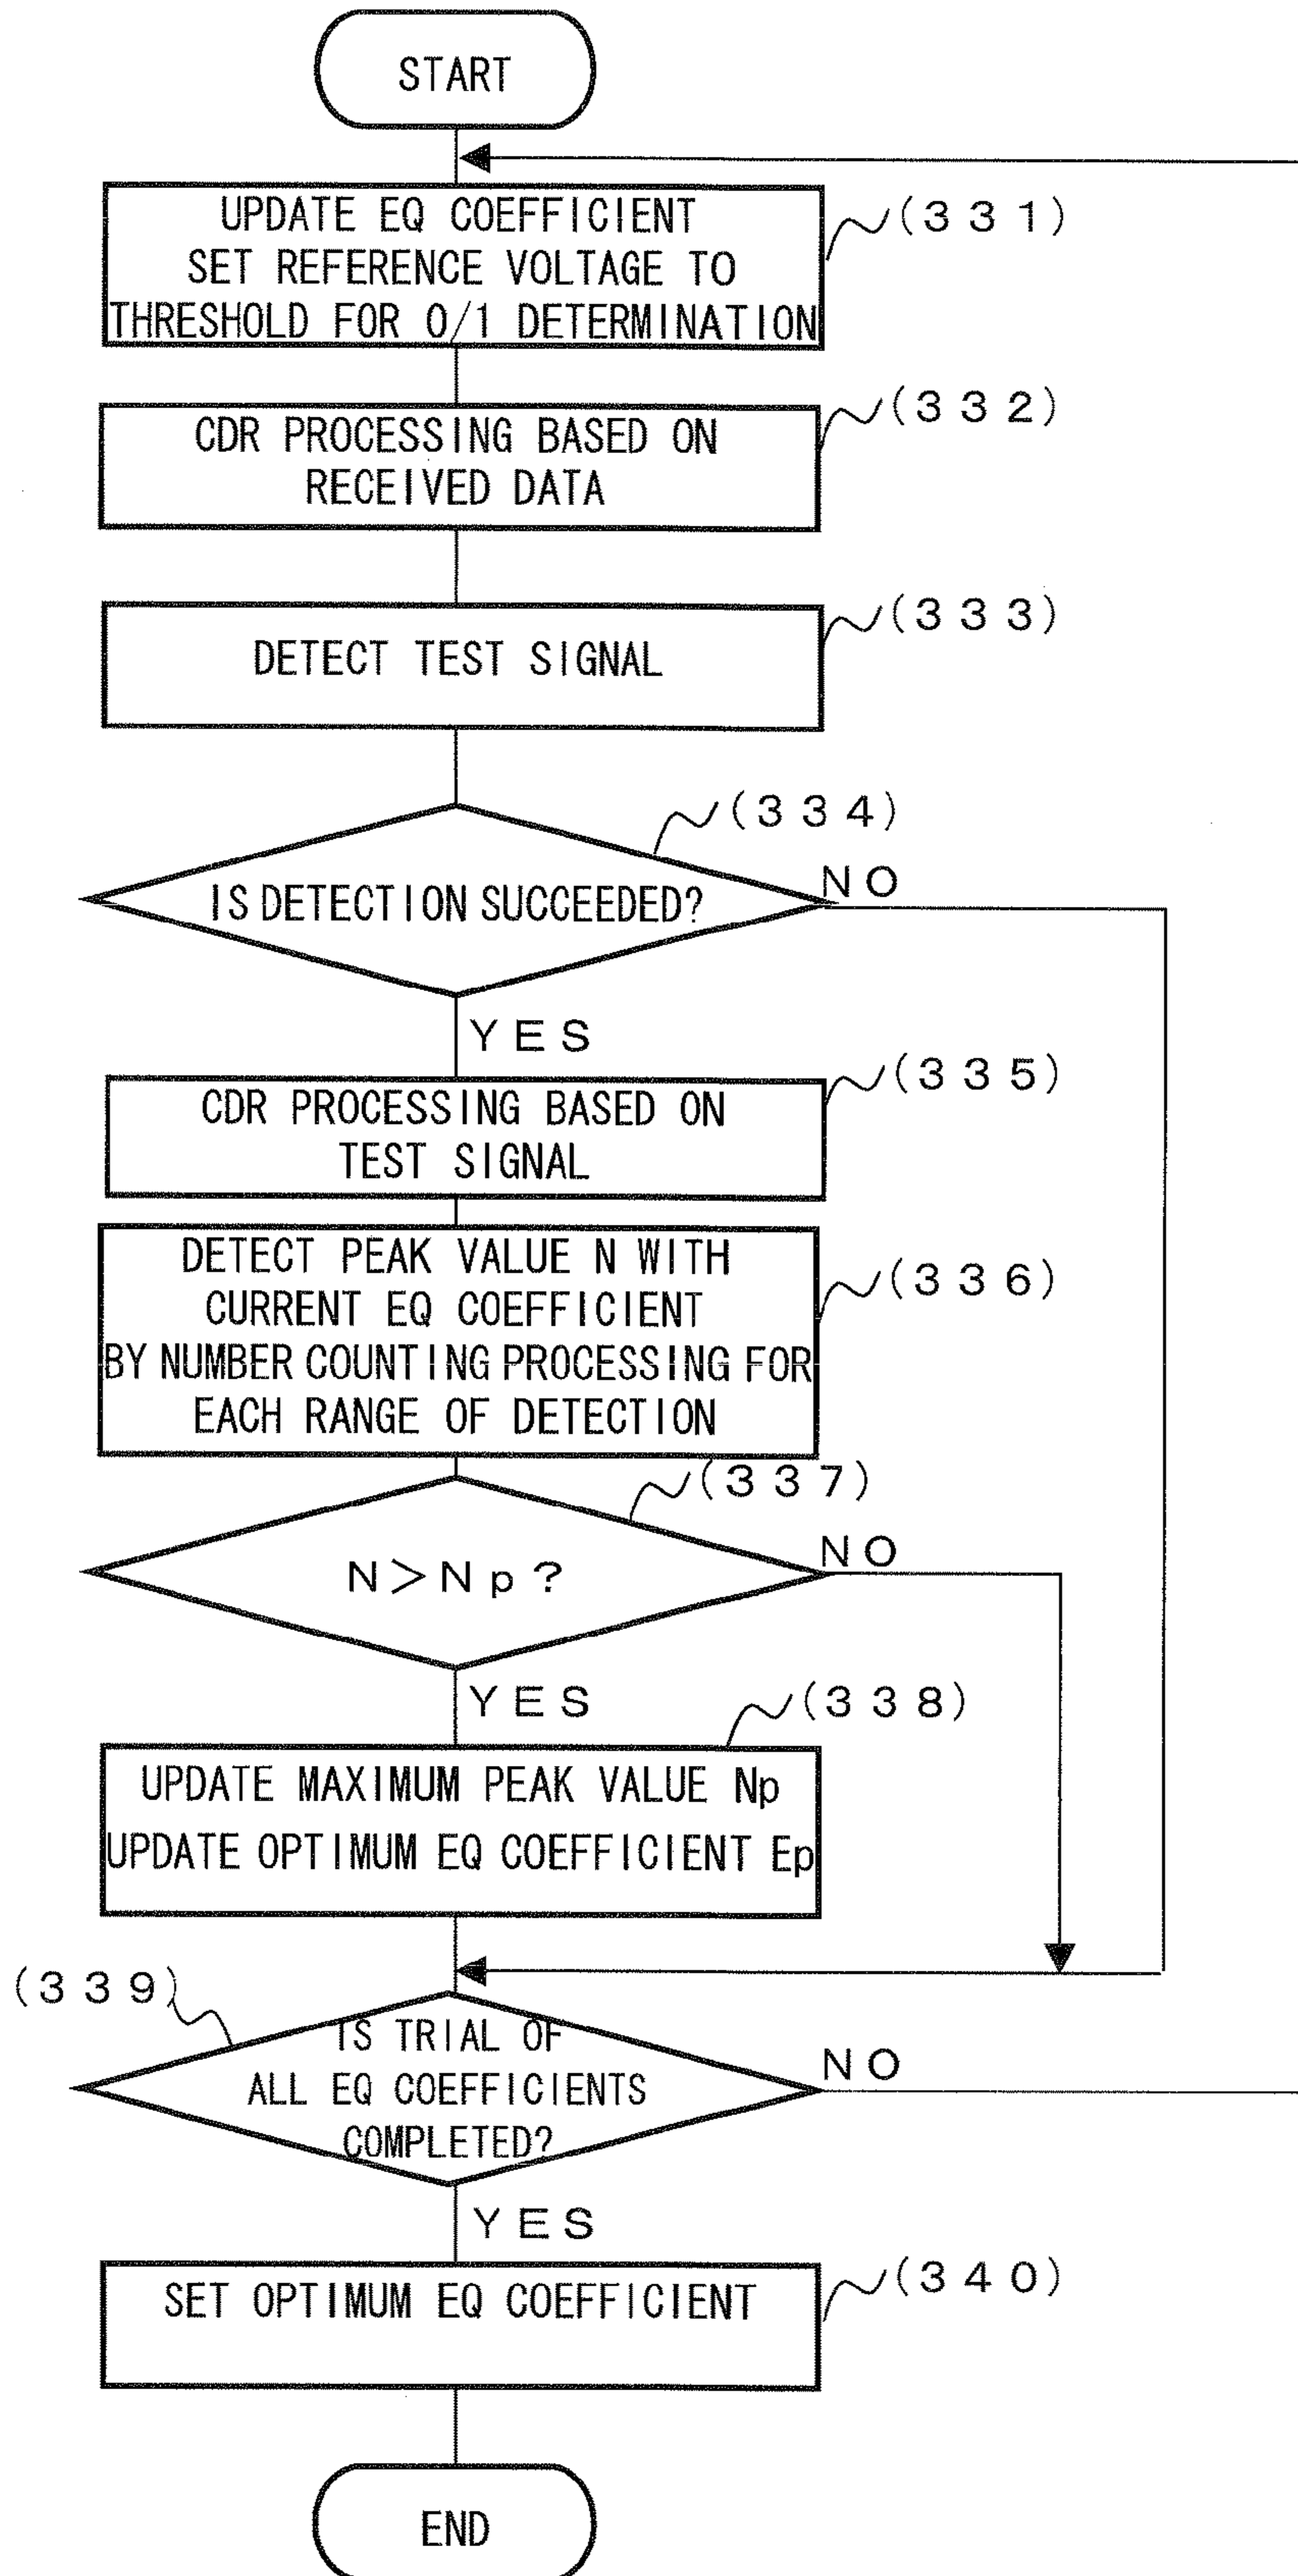 START
UPDATE EQ COEFFICIENT
SET REFERENCE VOLTAGE TO
THRESHOLD FOR 0/1 DETERMINATION
(331)
CDR PROCESSING BASED ON
RECEIVED DATA
(332)
DETECT TEST SIGNAL
(333)
(334)
IS DETECTION SUCCEEDED?
NO
YES
CDR PROCESSING BASED ON
TEST SIGNAL
(335)
DETECT PEAK VALUE N WITH
CURRENT EQ COEFFICIENT
BY NUMBER COUNTING PROCESSING FOR
EACH RANGE OF DETECTION
(336)
(337)
N>Np?
NO
YES
(338)
UPDATE MAXIMUM PEAK VALUE Np
UPDATE OPTIMUM EQ COEFFICIENT Ep
(339)
IS TRIAL OF
ALL EQ COEFFICIENTS
COMPLETED?
NO
YES
SET OPTIMUM EQ COEFFICIENT
(340)
END